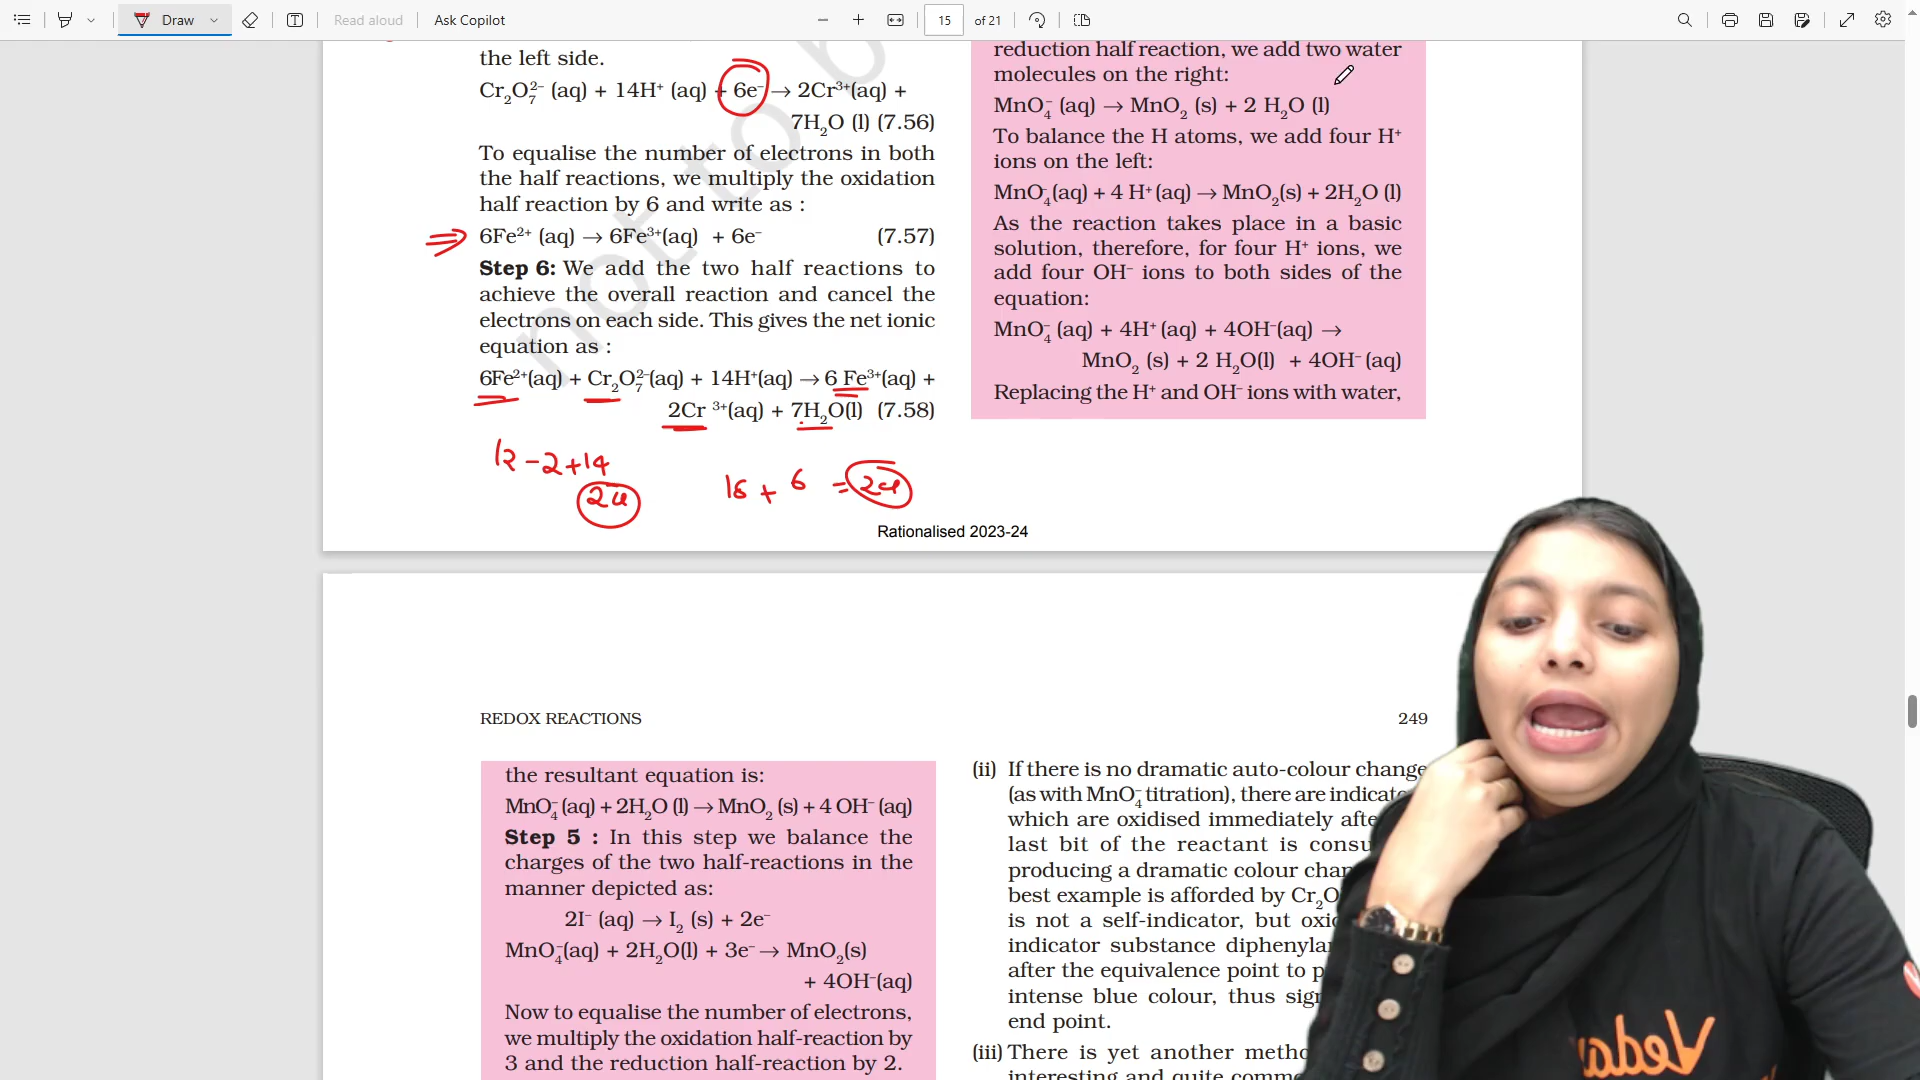 Draw
Read aloud
Ask Copilot
15
of 21
not to b
the left side.
Cr₂O₇²⁻ (aq) + 14H⁺ (aq) + 6e⁻ → 2Cr³⁺(aq) +
7H₂O (l) (7.56)
To equalise the number of electrons in both
the half reactions, we multiply the oxidation
half reaction by 6 and write as :
6Fe²⁺ (aq) → 6Fe³⁺(aq) + 6e⁻ (7.57)
Step 6: We add the two half reactions to
achieve the overall reaction and cancel the
electrons on each side. This gives the net ionic
equation as :
6Fe²⁺(aq) + Cr₂O₇²⁻(aq) + 14H⁺(aq) → 6 Fe³⁺(aq) +
2Cr ³⁺(aq) + 7H₂O(l) (7.58)
12 - 2 + 14
24
18 + 6 = 24
reduction half reaction, we add two water
molecules on the right:
MnO₄⁻ (aq) → MnO₂ (s) + 2 H₂O (l)
To balance the H atoms, we add four H⁺
ions on the left:
MnO₄⁻(aq) + 4 H⁺ (aq) → MnO₂(s) + 2H₂O (l)
As the reaction takes place in a basic
solution, therefore, for four H⁺ ions, we
add four OH⁻ ions to both sides of the
equation:
MnO₄⁻ (aq) + 4H⁺ (aq) + 4OH⁻(aq) →
MnO₂ (s) + 2 H₂O(l) + 4OH⁻ (aq)
Replacing the H⁺ and OH⁻ ions with water,
Rationalised 2023-24
REDOX REACTIONS
249
the resultant equation is:
MnO₄⁻ (aq) + 2H₂O (l) → MnO₂ (s) + 4 OH⁻ (aq)
Step 5 : In this step we balance the
charges of the two half-reactions in the
manner depicted as:
2I⁻ (aq) → I₂ (s) + 2e⁻
MnO₄⁻(aq) + 2H₂O(l) + 3e⁻ → MnO₂(s)
+ 4OH⁻(aq)
Now to equalise the number of electrons,
we multiply the oxidation half-reaction by
3 and the reduction half-reaction by 2.
(ii) If there is no dramatic auto-colour change
(as with MnO₄⁻ titration), there are
which are oxidised immediately
last bit of the reactant is
producing a dramatic colour
best example is afforded by
is not a self-indicator, but
indicator substance
after the equivalence point to
intense blue colour, thus
end point.
(iii) There is yet another
interesting and quite